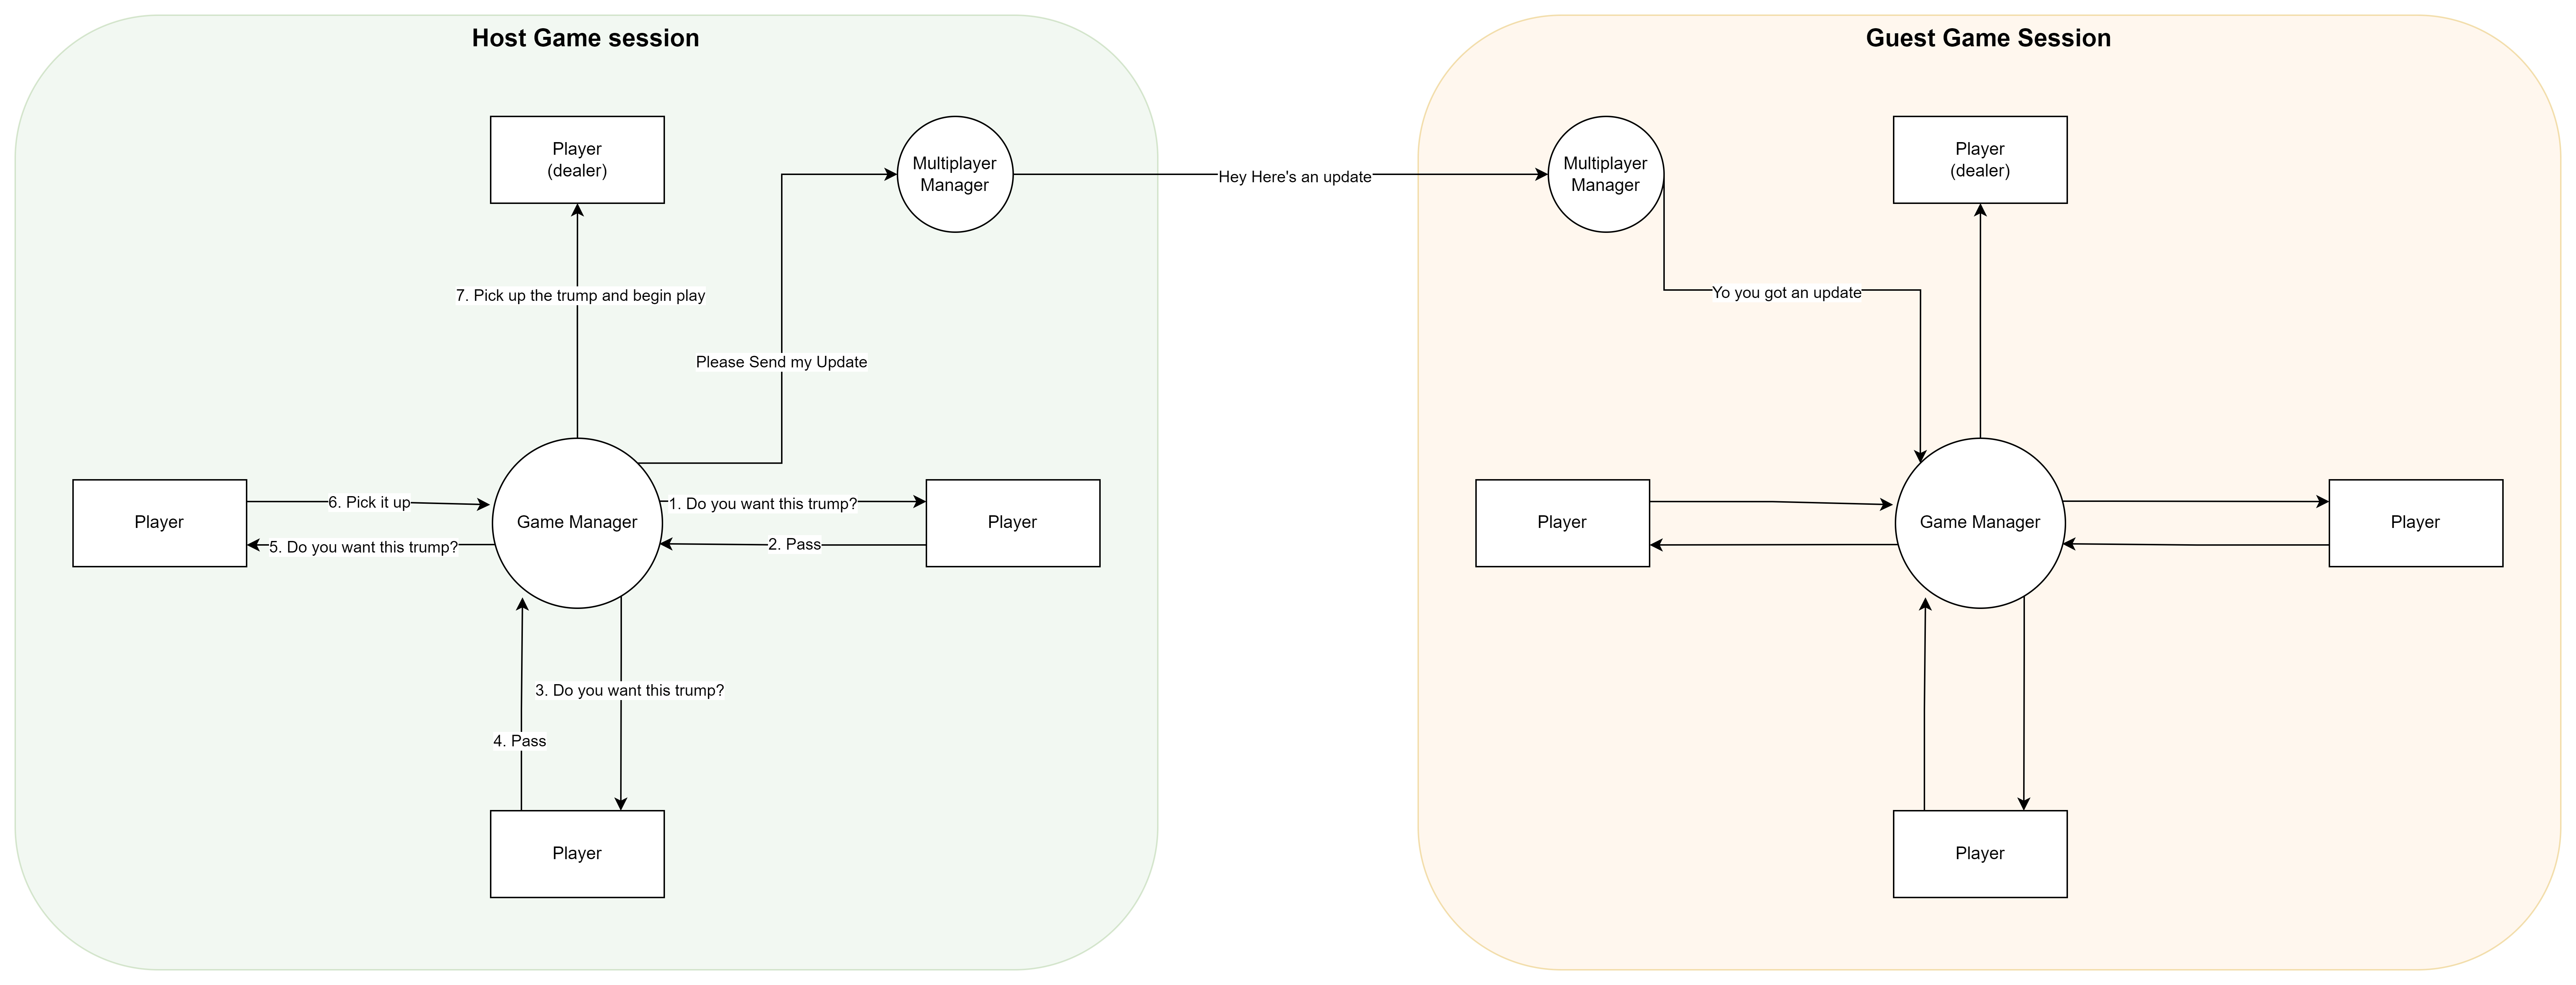 Host Game session
Guest Game Session
Player
(dealer)
Multiplayer
Manager
Hey Here's an update
Multiplayer
Manager
Player
(dealer)
7. Pick up the trump and begin play
Yo you got an update
Please Send my Update
Player
6. Pick it up
5. Do you want this trump?
Game Manager
1. Do you want this trump?
2. Pass
Player
Player
Game Manager
Player
3. Do you want this trump?
4. Pass
Player
Player